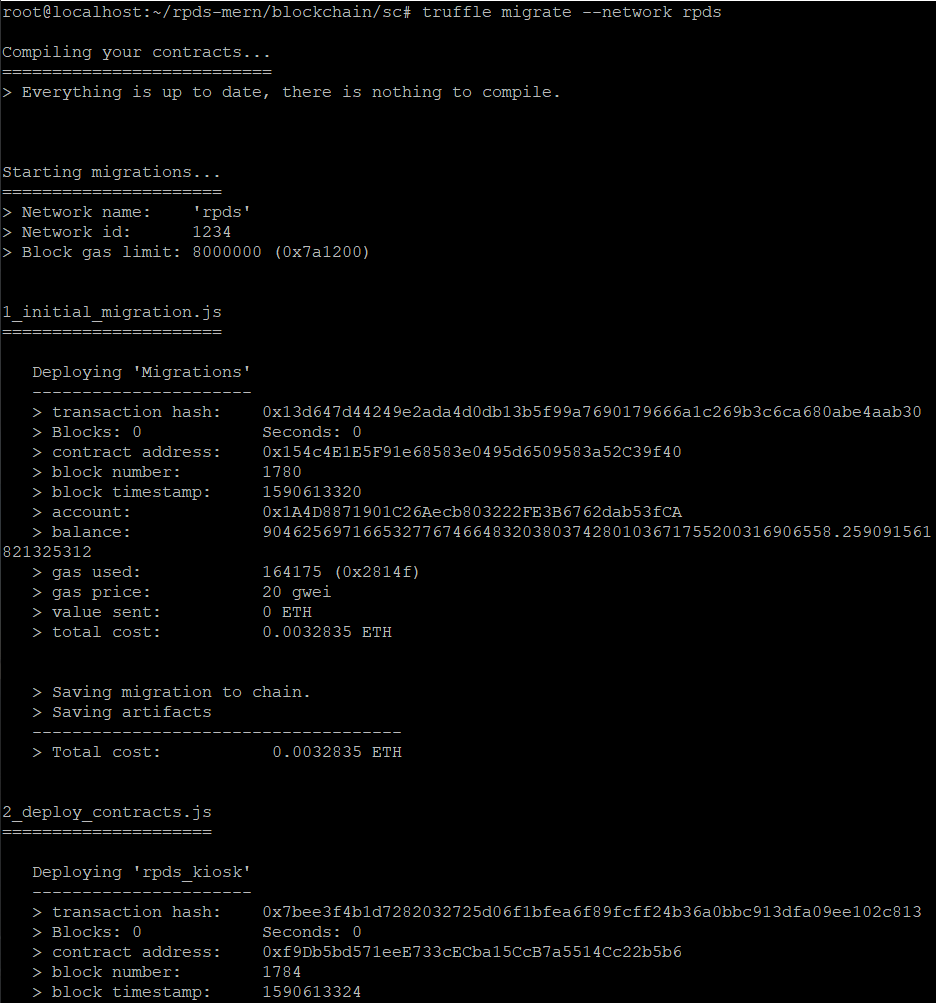 root@localhost:~/rpds-mern/blockchain/sc# truffle migrate --network rpds
Compiling your contracts...
===========================
> Everything is up to date, there is nothing to compile.
Starting migrations...
======================
> Network name:    'rpds'
> Network id:      1234
> Block gas limit: 8000000 (0x7a1200)
1_initial_migration.js
======================
   Deploying 'Migrations'
   ----------------------
   > transaction hash:    0x13d647d44249e2ada4d0db13b5f99a7690179666a1c269b3c6ca680abe4aab30
   > Blocks: 0            Seconds: 0
   > contract address:    0x154c4E1E5F91e68583e0495d6509583a52C39f40
   > block number:        1780
   > block timestamp:     1590613320
   > account:             0x1A4D8871901C26Aecb803222FE3B6762dab53fCA
   > balance:             904625697166532776746648320380374280103671755200316906558.259091561
821325312
   > gas used:            164175 (0x2814f)
   > gas price:           20 gwei
   > value sent:          0 ETH
   > total cost:          0.0032835 ETH
   > Saving migration to chain.
   > Saving artifacts
   -------------------------------------
   > Total cost:           0.0032835 ETH
2_deploy_contracts.js
=====================
   Deploying 'rpds_kiosk'
   ----------------------
   > transaction hash:    0x7bee3f4b1d7282032725d06f1bfea6f89fcff24b36a0bbc913dfa09ee102c813
   > Blocks: 0            Seconds: 0
   > contract address:    0xf9Db5bd571eeE733cECba15CcB7a5514Cc22b5b6
   > block number:        1784
   > block timestamp:     1590613324